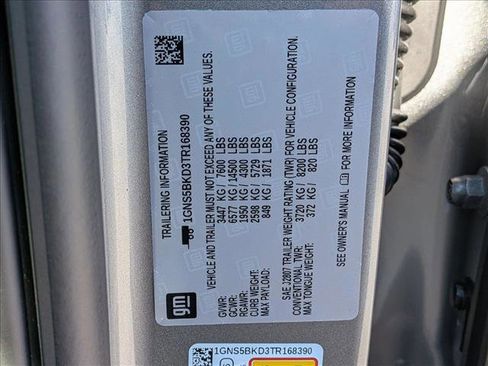 gm
TRAILERING INFORMATION
1GNS5BKD3TR168390
VEHICLE AND TRAILER MUST NOT EXCEED ANY OF THESE VALUES.
GVWR: 3447 KG / 7600 LBS
GCWR: 6577 KG / 14500 LBS
RGAWR: 1950 KG / 4300 LBS
CURB WEIGHT: 2598 KG / 5729 LBS
MAX PAYLOAD: 849 KG / 1871 LBS
SAE J2807 TRAILER WEIGHT RATING (TWR) FOR VEHICLE CONFIGURATION.
CONVENTIONAL TWR: 3720 KG / 8200 LBS
MAX TONGUE WEIGHT: 372 KG / 820 LBS
SEE OWNER'S MANUAL FOR MORE INFORMATION
1GNS5BKD3TR168390